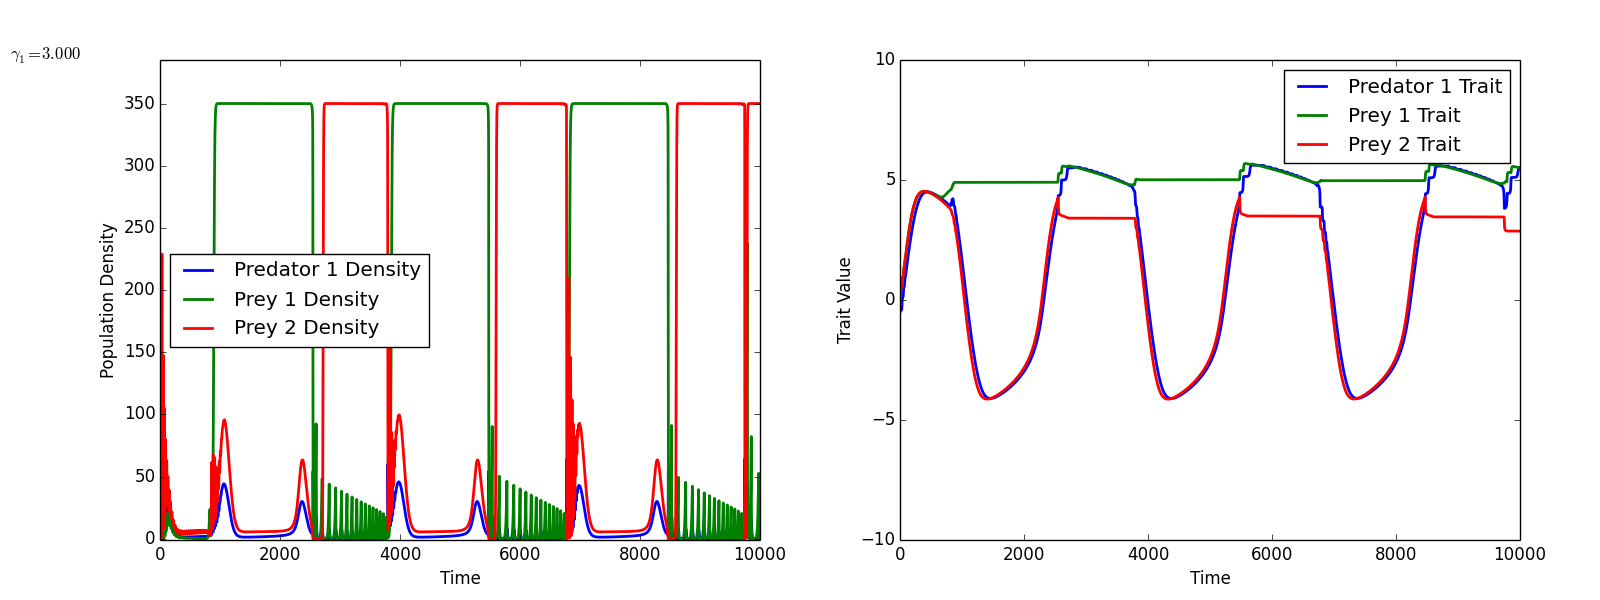 γ₁=3.000
Population Density
350
300
250
200
150
100
50
0
Predator 1 Density
Prey 1 Density
Prey 2 Density
0 2000 4000 6000 8000 10000
Time
Trait Value
10
5
0
−5
−10
Predator 1 Trait
Prey 1 Trait
Prey 2 Trait
0 2000 4000 6000 8000 10000
Time